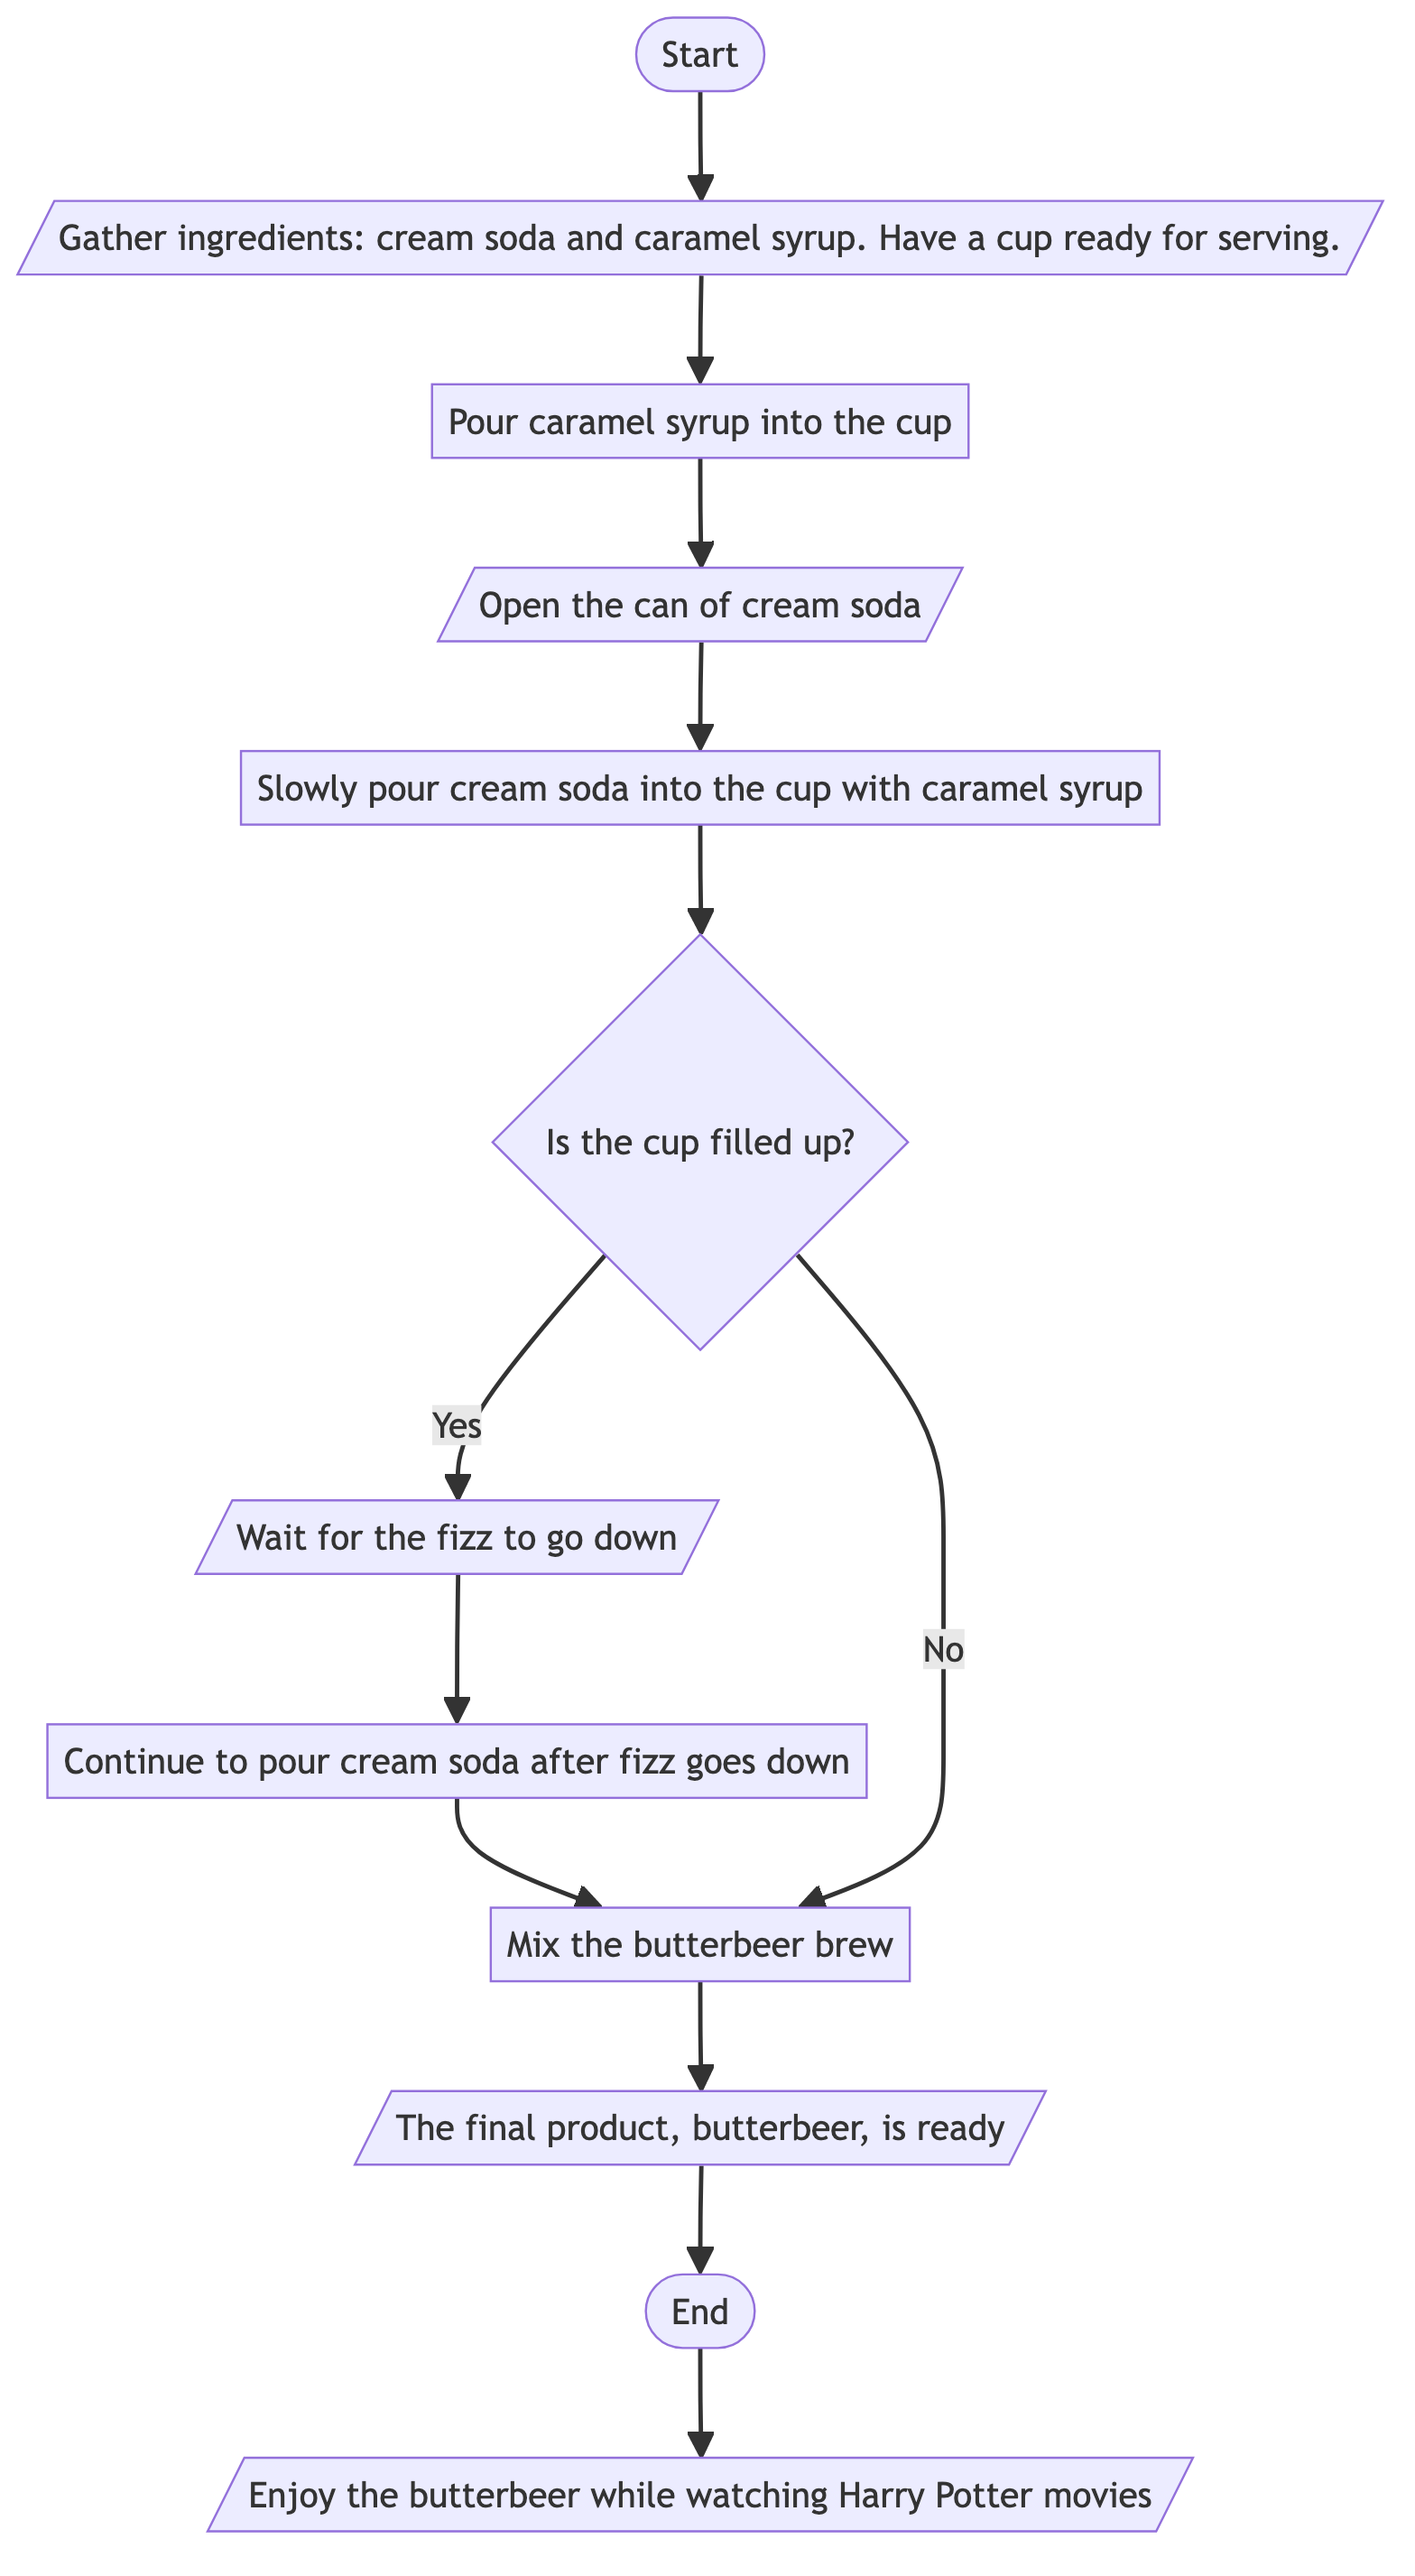 Start
Gather ingredients: cream soda and caramel syrup. Have a cup ready for serving.
Pour caramel syrup into the cup
Open the can of cream soda
Slowly pour cream soda into the cup with caramel syrup
Is the cup filled up?
Yes
Wait for the fizz to go down
No
Continue to pour cream soda after fizz goes down
Mix the butterbeer brew
The final product, butterbeer, is ready
End
Enjoy the butterbeer while watching Harry Potter movies